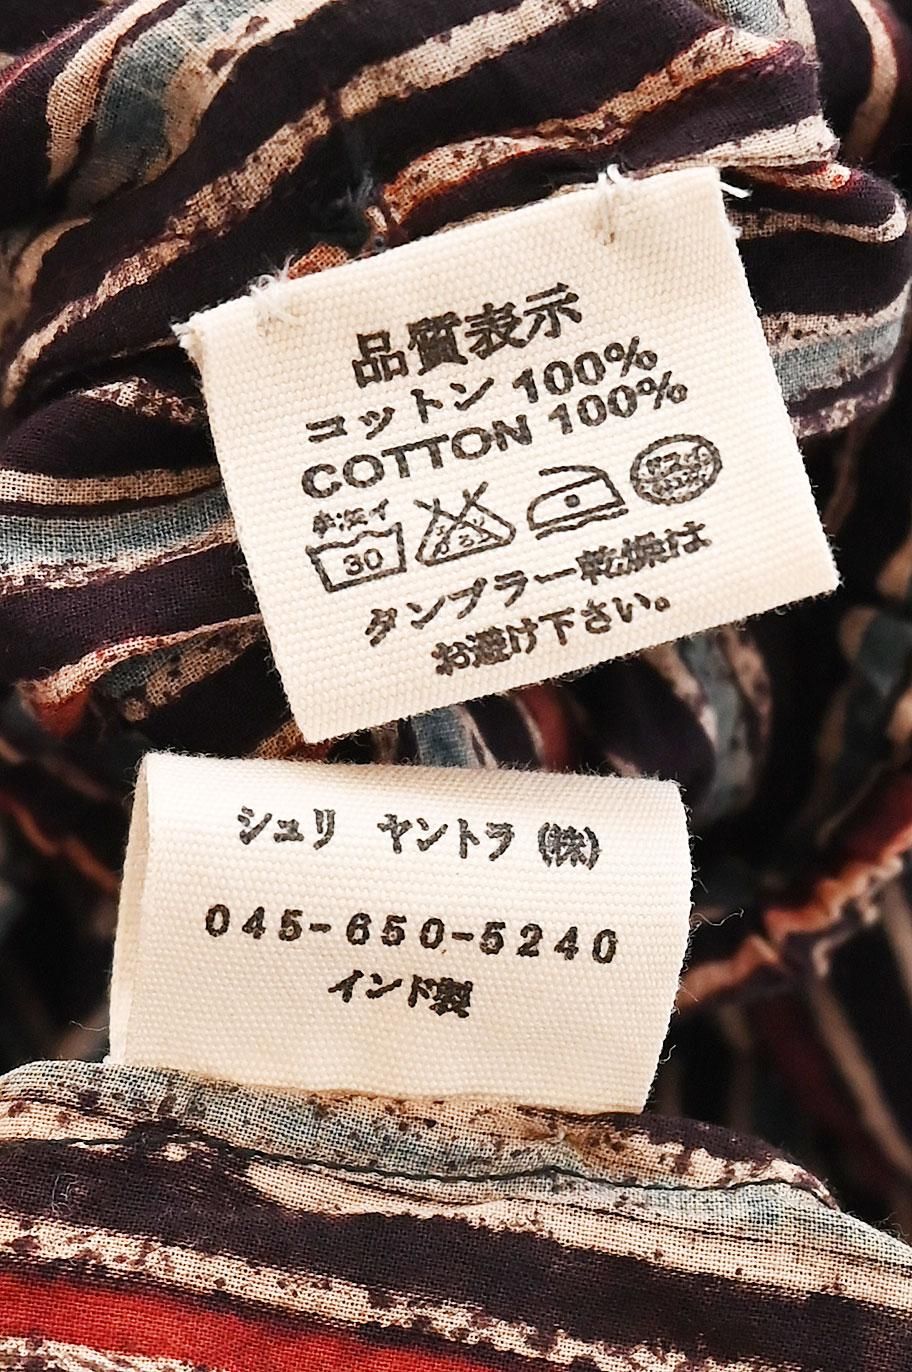 品質表示
コットン 100%
COTTON 100%
手洗イ
30
タンブラー乾燥は
お避け下さい。
シュリ ヤントラ (株)
045-650-5240
インド製